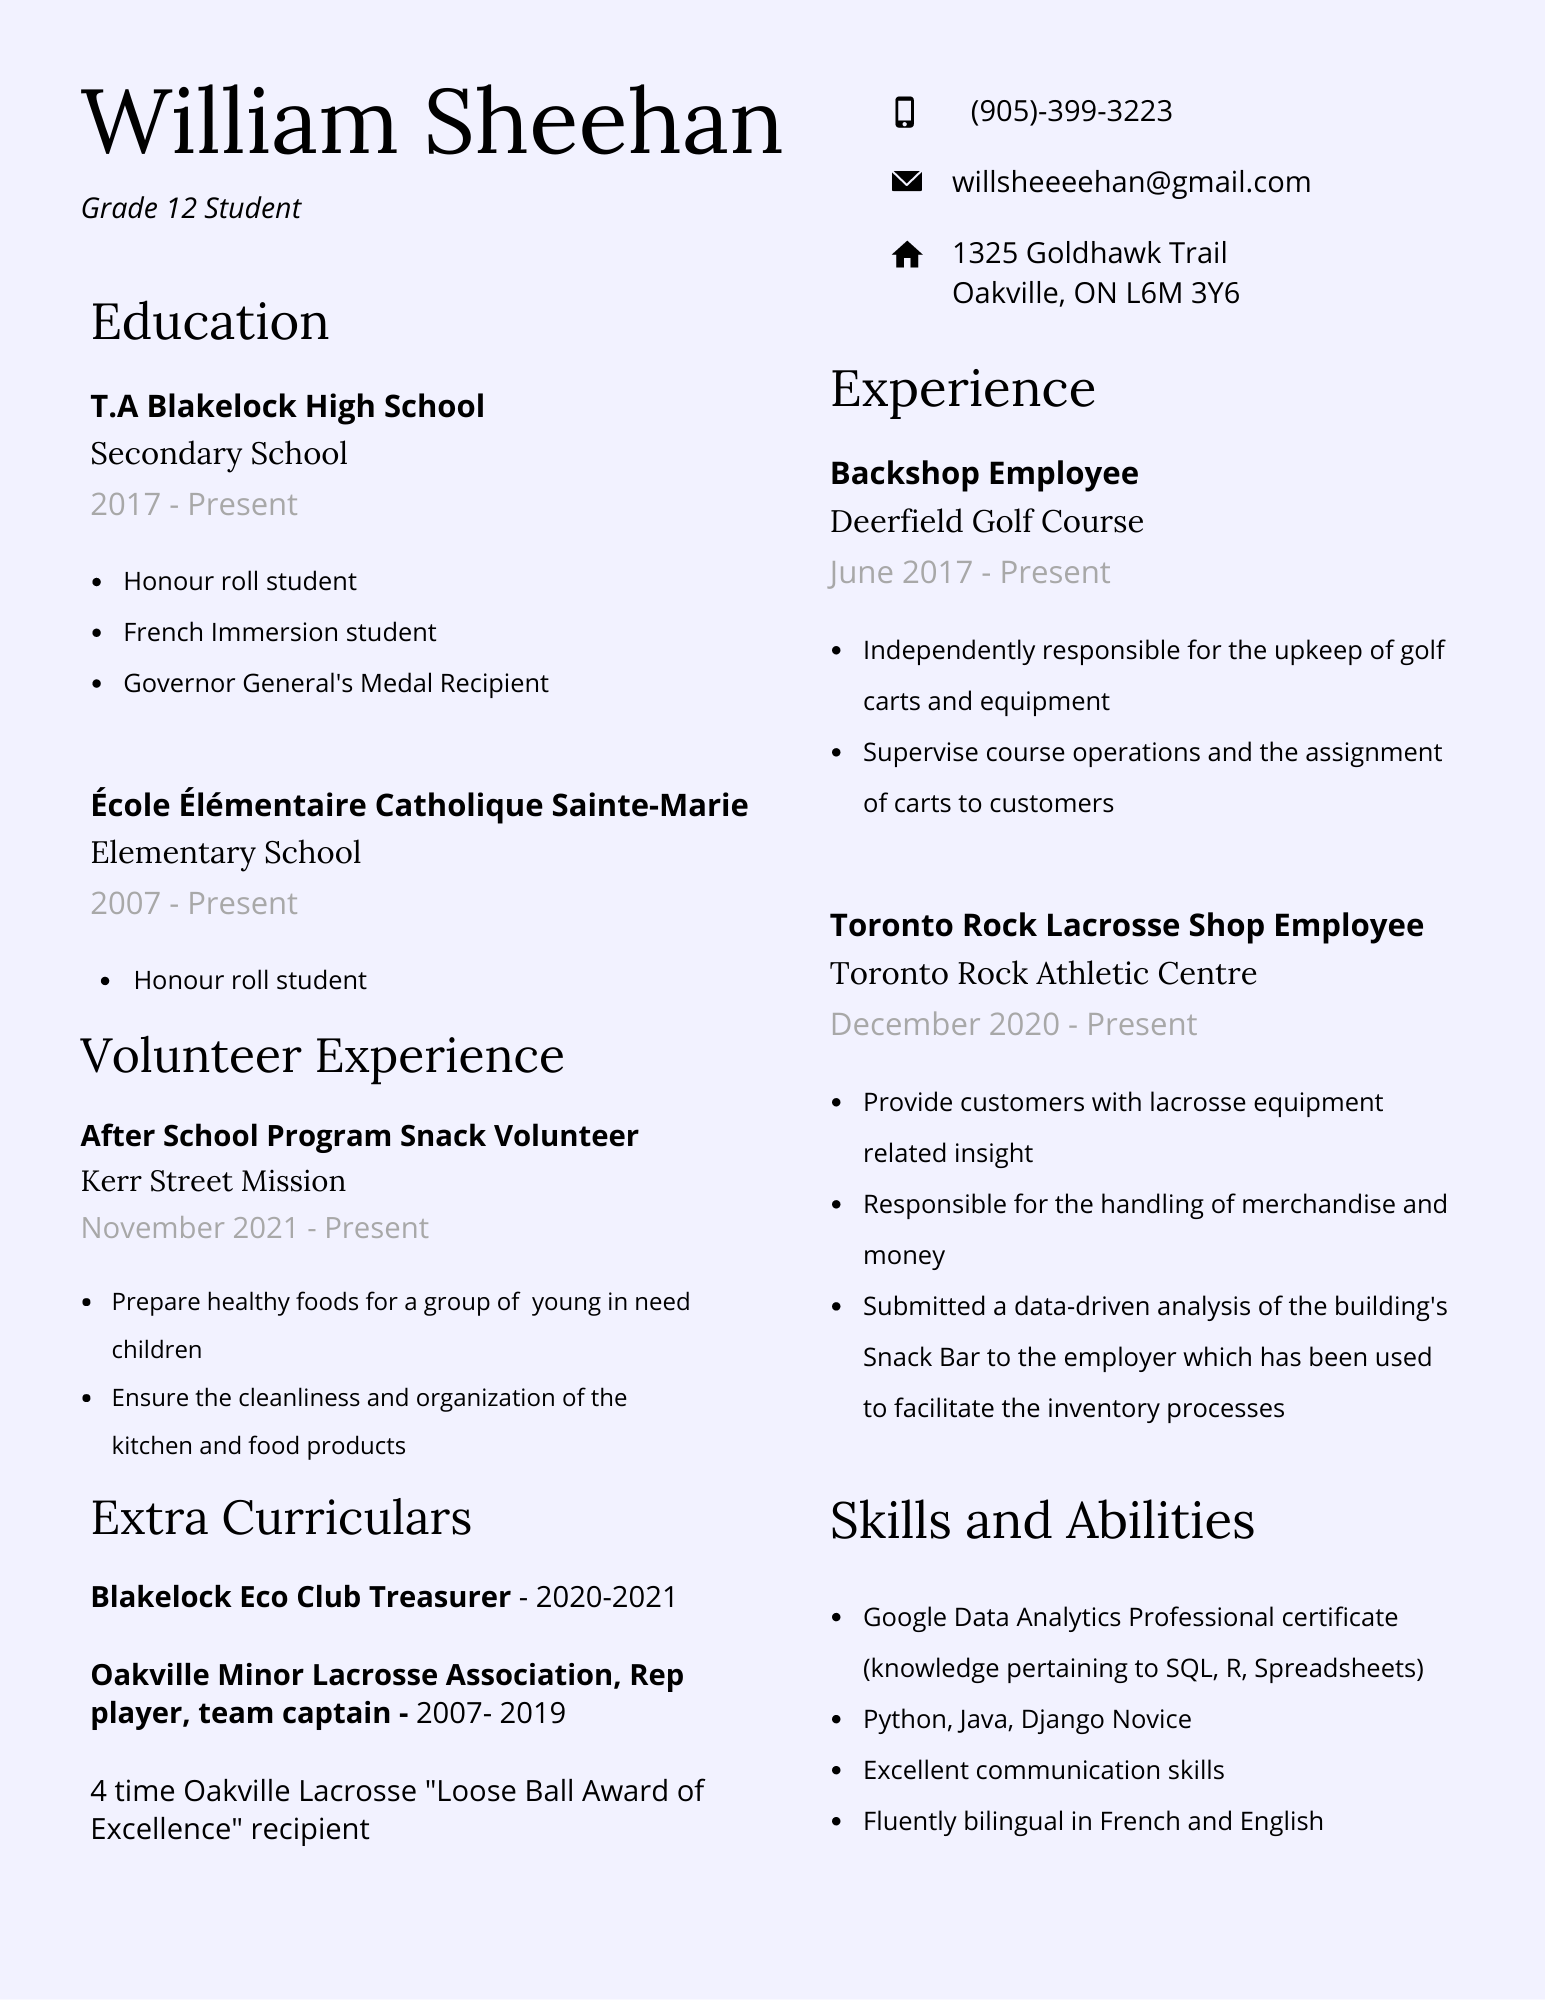 William Sheehan
Grade 12 Student
(905)-399-3223
willsheeeehan@gmail.com
1325 Goldhawk Trail
Oakville, ON L6M 3Y6
Education
T.A Blakelock High School
Secondary School
2017 - Present
• Honour roll student
• French Immersion student
• Governor General's Medal Recipient
École Élémentaire Catholique Sainte-Marie
Elementary School
2007 - Present
• Honour roll student
Volunteer Experience
After School Program Snack Volunteer
Kerr Street Mission
November 2021 - Present
• Prepare healthy foods for a group of  young in need
children
• Ensure the cleanliness and organization of the
kitchen and food products
Extra Curriculars
Blakelock Eco Club Treasurer - 2020-2021
Oakville Minor Lacrosse Association, Rep
player, team captain - 2007- 2019
4 time Oakville Lacrosse "Loose Ball Award of
Excellence" recipient
Experience
Backshop Employee
Deerfield Golf Course
June 2017 - Present
• Independently responsible for the upkeep of golf
carts and equipment
• Supervise course operations and the assignment
of carts to customers
Toronto Rock Lacrosse Shop Employee
Toronto Rock Athletic Centre
December 2020 - Present
• Provide customers with lacrosse equipment
related insight
• Responsible for the handling of merchandise and
money
• Submitted a data-driven analysis of the building's
Snack Bar to the employer which has been used
to facilitate the inventory processes
Skills and Abilities
• Google Data Analytics Professional certificate
(knowledge pertaining to SQL, R, Spreadsheets)
• Python, Java, Django Novice
• Excellent communication skills
• Fluently bilingual in French and English